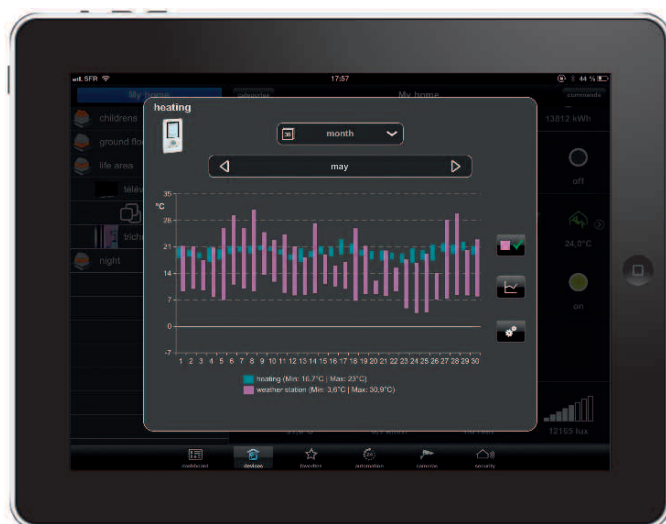 SFR 17:57 44 %
My home categories My home commands
heating
childrens 13812 kWh
month
ground flo
life area may
off
35
°C
28
24,0°C
21
night
14
on
7
0
-7
1 2 3 4 5 6 7 8 9 10 11 12 13 14 15 16 17 18 19 20 21 22 23 24 25 26 27 28 29 30
heating (Min: 16,7°C | Max: 23°C)
weather station (Min: 3,6°C | Max: 30,9°C)
12165 lux
dashboard devices favorites automation cameras security